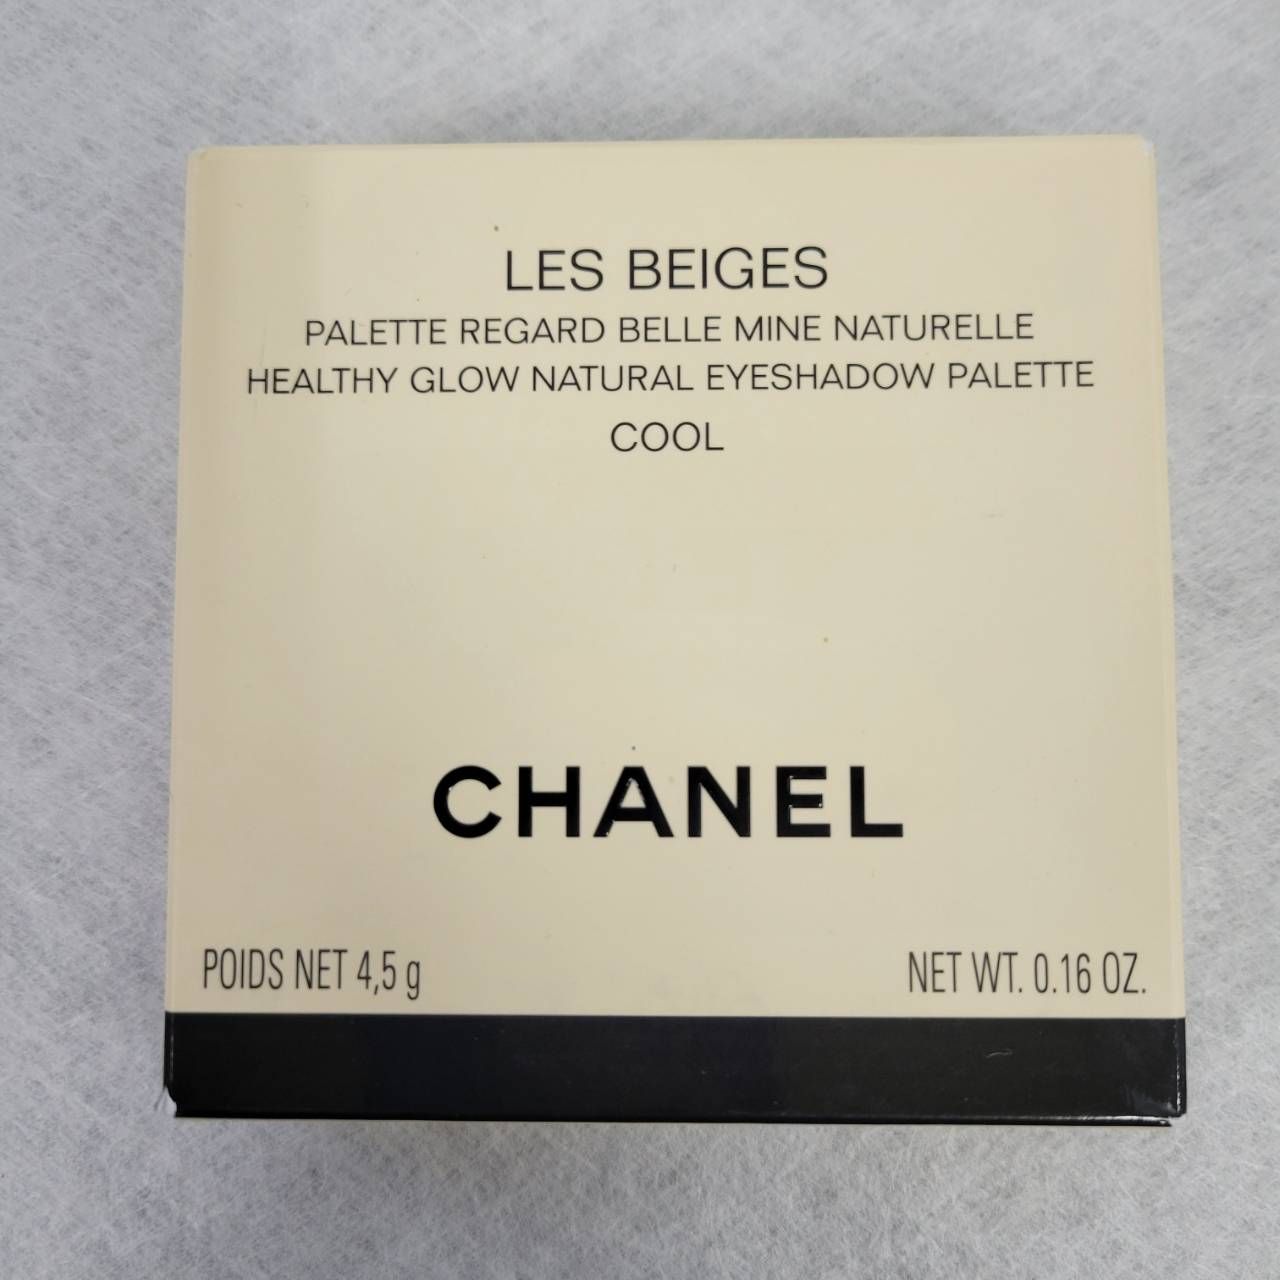 LES BEIGES
PALETTE REGARD BELLE MINE NATURELLE
HEALTHY GLOW NATURAL EYESHADOW PALETTE
COOL
CHANEL
POIDS NET 4,5 g
NET WT. 0.16 OZ.